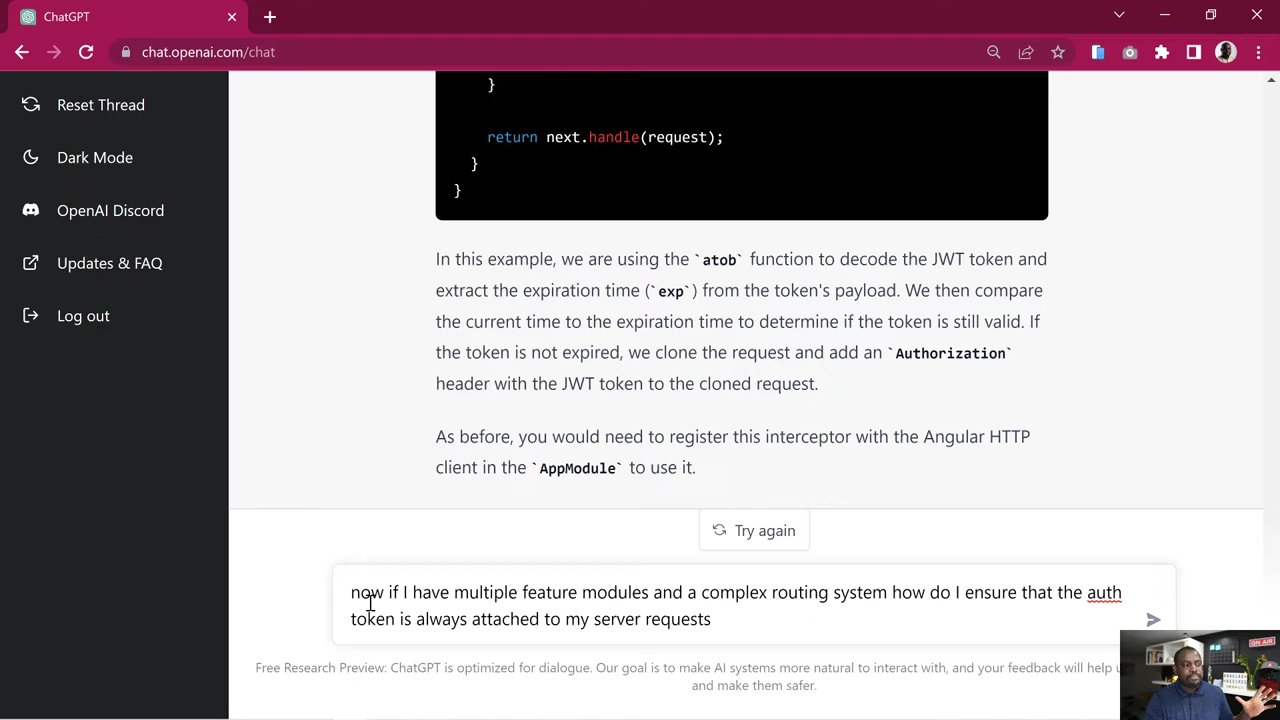 ChatGPT
chat.openai.com/chat
Reset Thread
Dark Mode
OpenAI Discord
Updates & FAQ
Log out
}
return next.handle(request);
}
}
In this example, we are using the `atob` function to decode the JWT token and
extract the expiration time (`exp`) from the token's payload. We then compare
the current time to the expiration time to determine if the token is still valid. If
the token is not expired, we clone the request and add an `Authorization`
header with the JWT token to the cloned request.
As before, you would need to register this interceptor with the Angular HTTP
client in the `AppModule` to use it.
Try again
now if I have multiple feature modules and a complex routing system how do I ensure that the auth
token is always attached to my server requests
Free Research Preview: ChatGPT is optimized for dialogue. Our goal is to make AI systems more natural to interact with, and your feedback will help u
and make them safer.
ON AIR